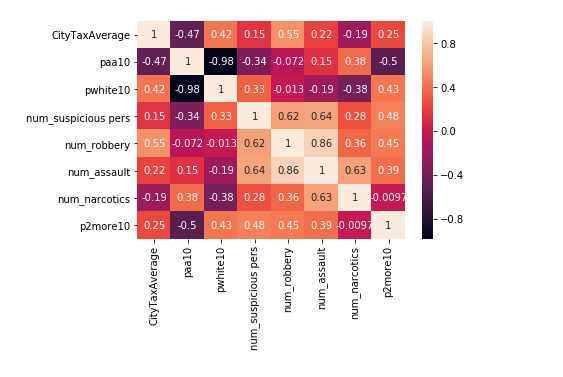 CityTaxAverage 1 -0.47 0.42 0.15 0.55 0.22 -0.19 0.25
paa10 -0.47 1 -0.98 -0.34 -0.072 0.15 0.38 -0.5
pwhite10 0.42 -0.98 1 0.33 -0.013 -0.19 -0.38 0.43
num_suspicious pers 0.15 -0.34 0.33 1 0.62 0.64 0.28 0.48
num_robbery 0.55 -0.072 -0.013 0.62 1 0.86 0.36 0.45
num_assault 0.22 0.15 -0.19 0.64 0.86 1 0.63 0.39
num_narcotics -0.19 0.38 -0.38 0.28 0.36 0.63 1 -0.0097
p2more10 0.25 -0.5 0.43 0.48 0.45 0.39 -0.0097 1
CityTaxAverage
paa10
pwhite10
num_suspicious pers
num_robbery
num_assault
num_narcotics
p2more10
0.8
0.4
0.0
-0.4
-0.8